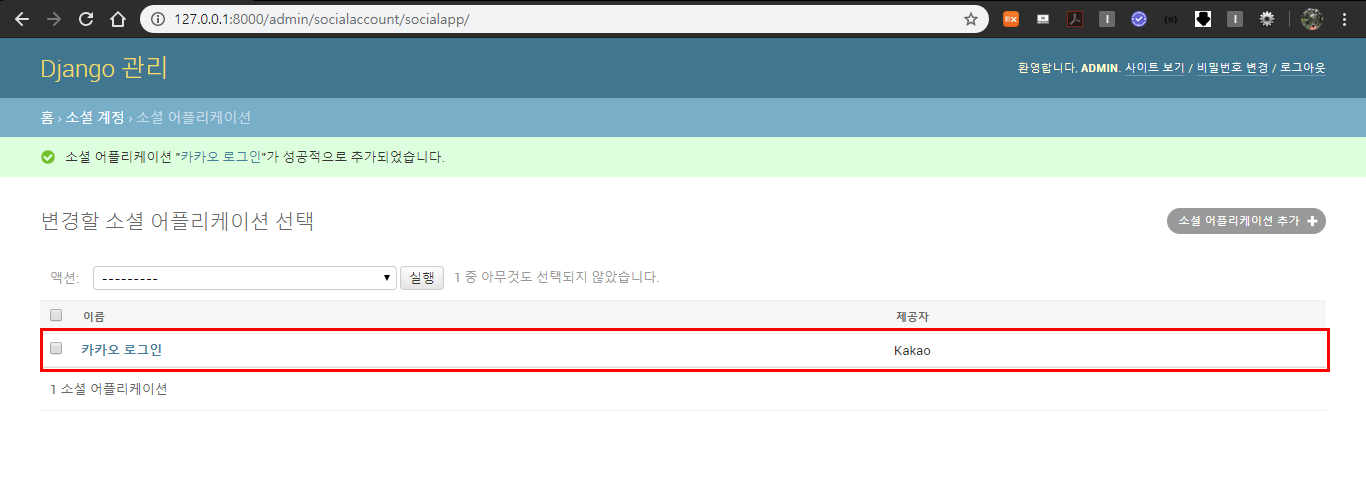 127.0.0.1:8000/admin/socialaccount/socialapp/
Django 관리
환영합니다, ADMIN. 사이트 보기 / 비밀번호 변경 / 로그아웃
홈 › 소셜 계정 › 소셜 어플리케이션
소셜 어플리케이션 "카카오 로그인"가 성공적으로 추가되었습니다.
변경할 소셜 어플리케이션 선택
소셜 어플리케이션 추가 +
액션: --------- 실행 1 중 아무것도 선택되지 않았습니다.
이름 제공자
카카오 로그인 Kakao
1 소셜 어플리케이션